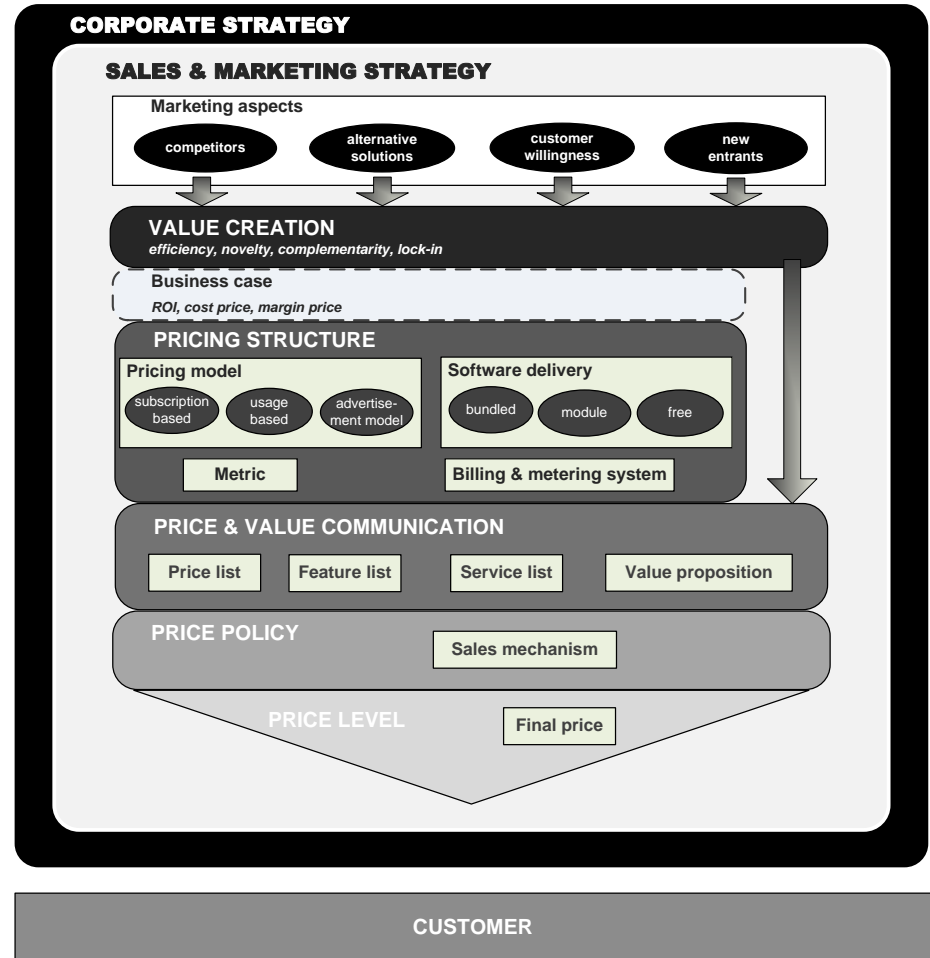 CORPORATE STRATEGY
SALES & MARKETING STRATEGY
Marketing aspects
competitors
alternative
solutions
customer
willingness
new
entrants
VALUE CREATION
efficiency, novelty, complementarity, lock-in
Business case
ROI, cost price, margin price
PRICING STRUCTURE
Pricing model
subscription
based
usage
based
advertise-
ment model
Software delivery
bundled
module
free
Metric
Billing & metering system
PRICE & VALUE COMMUNICATION
Price list
Feature list
Service list
Value proposition
PRICE POLICY
Sales mechanism
PRICE LEVEL
Final price
CUSTOMER